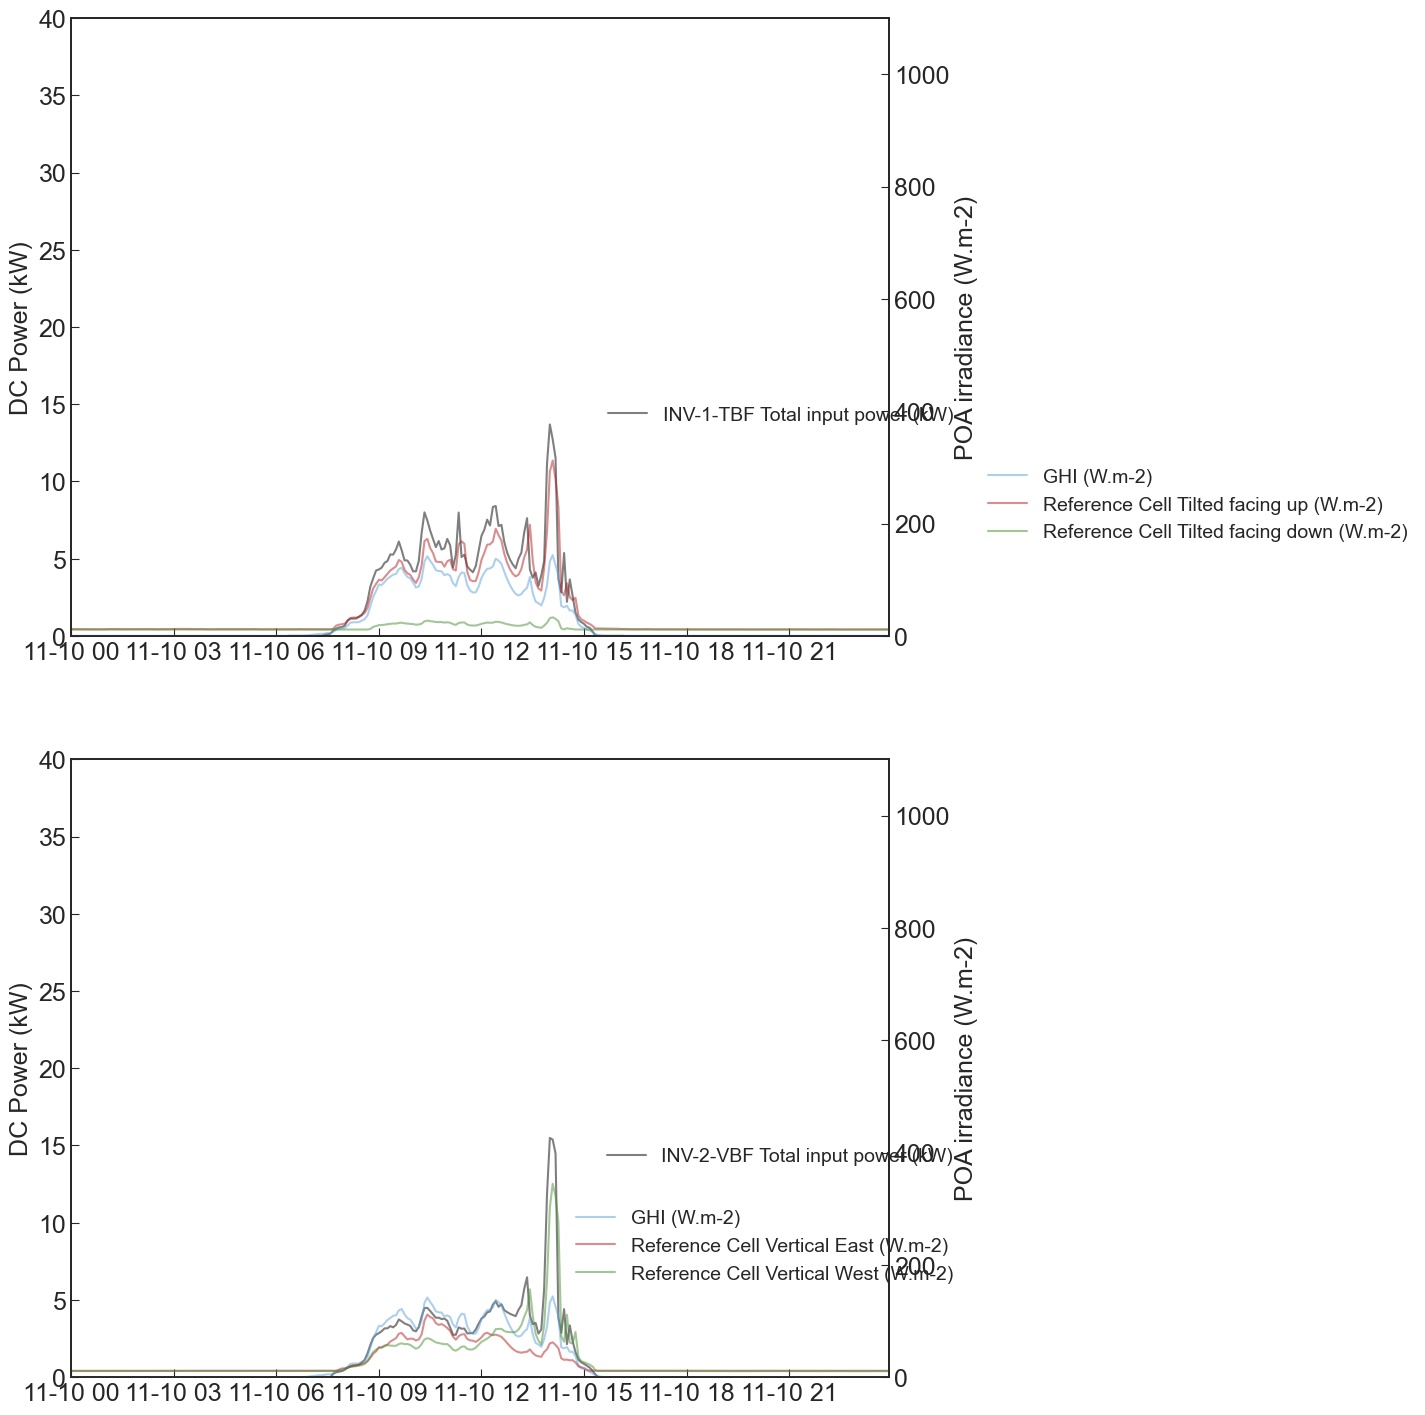 40
35
30
25
20
15
10
5
0
DC Power (kW)
1000
800
600
400
200
0
POA irradiance (W.m-2)
INV-1-TBF Total input power (kW)
GHI (W.m-2)
Reference Cell Tilted facing up (W.m-2)
Reference Cell Tilted facing down (W.m-2)
11-10 00 11-10 03 11-10 06 11-10 09 11-10 12 11-10 15 11-10 18 11-10 21
40
35
30
25
20
15
10
5
0
DC Power (kW)
1000
800
600
400
200
0
POA irradiance (W.m-2)
INV-2-VBF Total input power (kW)
GHI (W.m-2)
Reference Cell Vertical East (W.m-2)
Reference Cell Vertical West (W.m-2)
11-10 00 11-10 03 11-10 06 11-10 09 11-10 12 11-10 15 11-10 18 11-10 21